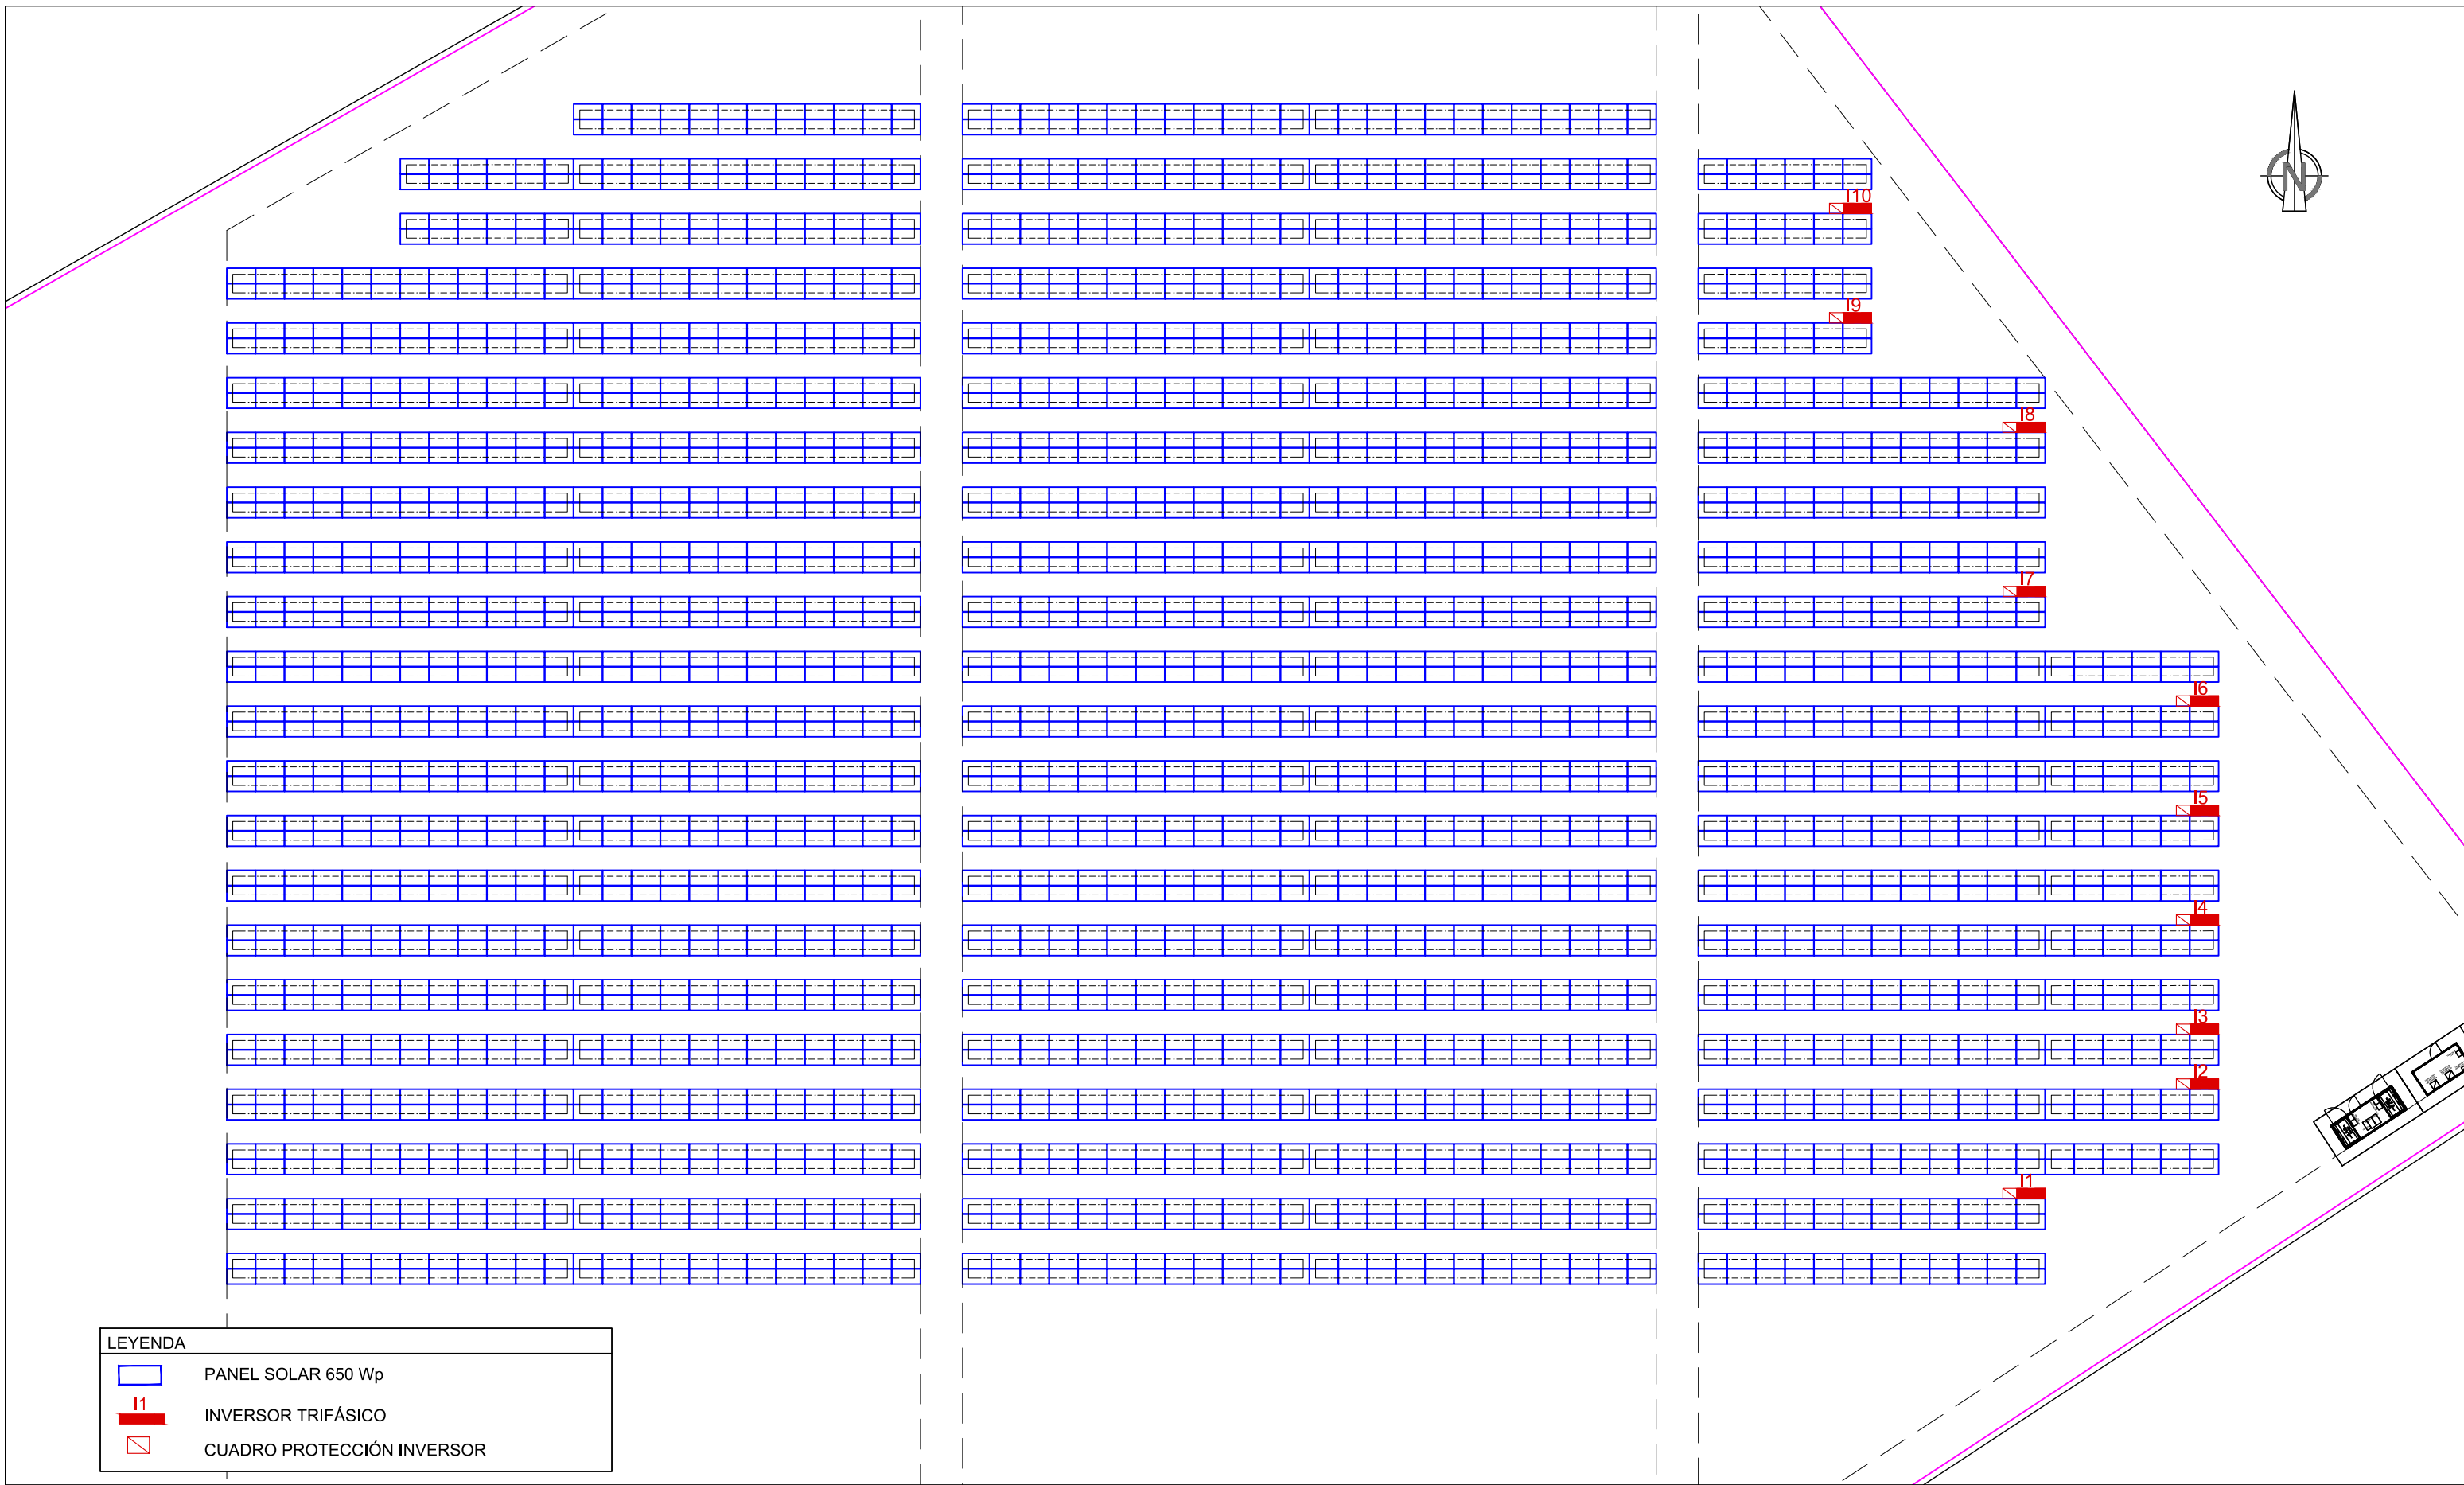 N
I10
I9
I8
I7
I6
I5
I4
I3
I2
I1
LEYENDA
PANEL SOLAR 650 Wp
I1
INVERSOR TRIFÁSICO
CUADRO PROTECCIÓN INVERSOR